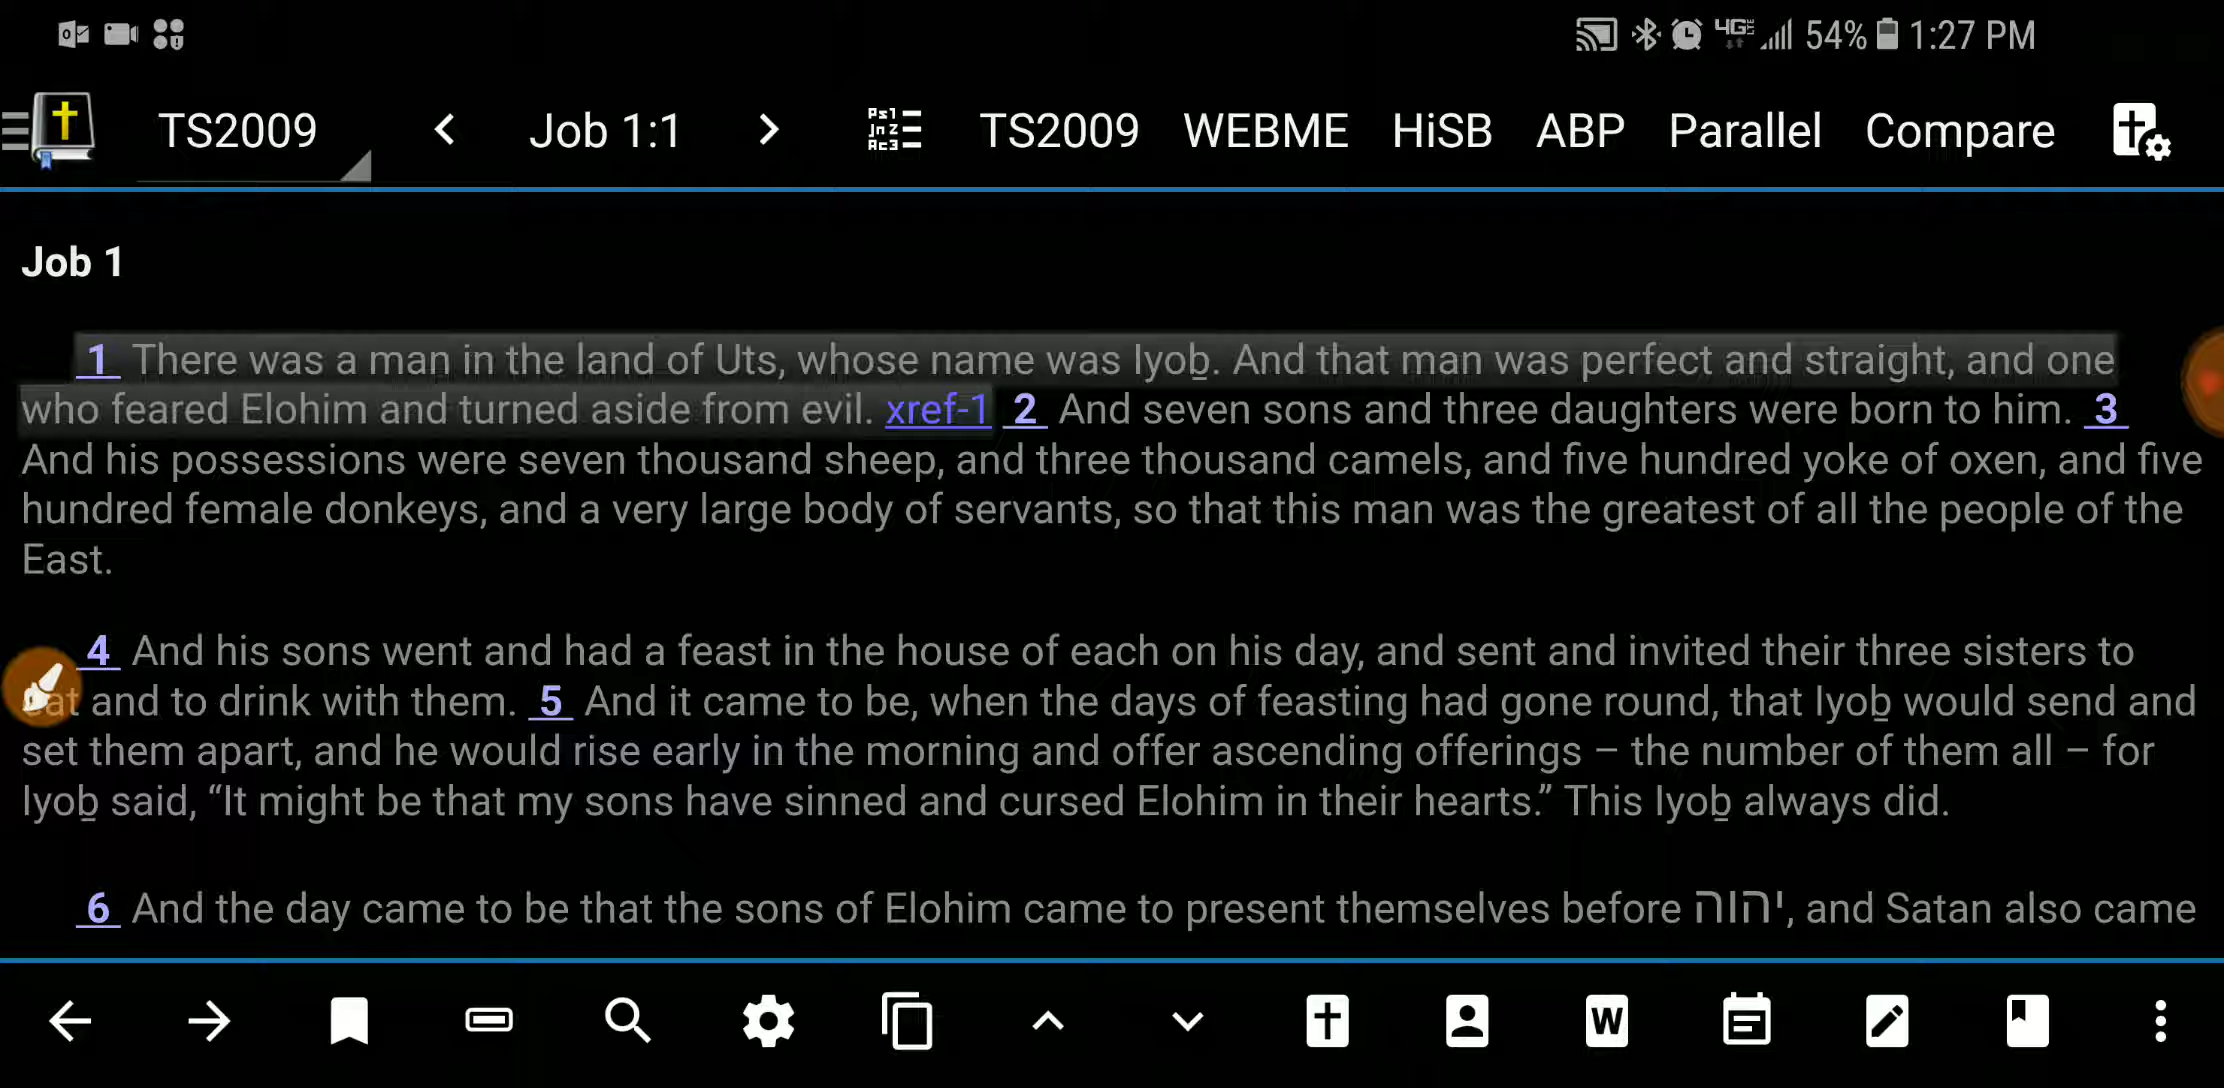 54% 1:27 PM
TS2009 Job 1:1 TS2009 WEBME HiSB ABP Parallel Compare
Job 1
1 There was a man in the land of Uts, whose name was Iyoḇ. And that man was perfect and straight, and one
who feared Elohim and turned aside from evil. xref-1 2 And seven sons and three daughters were born to him. 3
And his possessions were seven thousand sheep, and three thousand camels, and five hundred yoke of oxen, and five
hundred female donkeys, and a very large body of servants, so that this man was the greatest of all the people of the
East.
4 And his sons went and had a feast in the house of each on his day, and sent and invited their three sisters to
eat and to drink with them. 5 And it came to be, when the days of feasting had gone round, that Iyoḇ would send and
set them apart, and he would rise early in the morning and offer ascending offerings – the number of them all – for
Iyoḇ said, “It might be that my sons have sinned and cursed Elohim in their hearts.” This Iyoḇ always did.
6 And the day came to be that the sons of Elohim came to present themselves before יהוה, and Satan also came
W